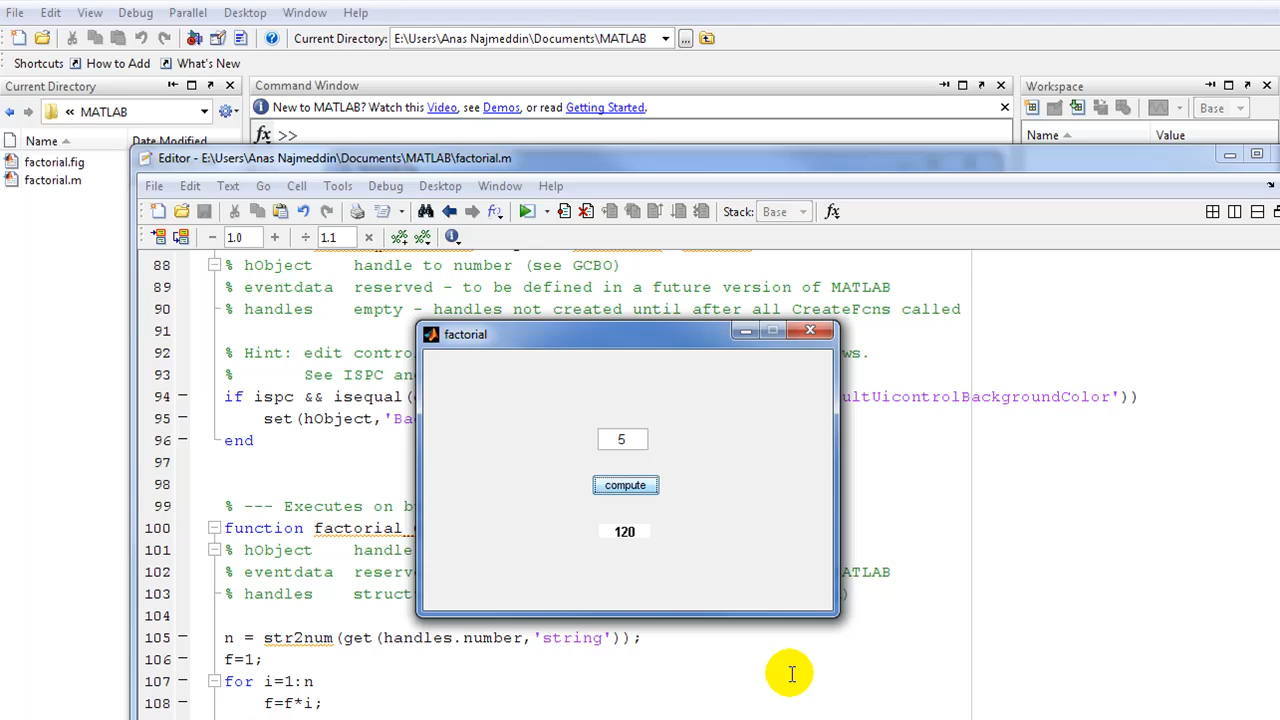 File Edit View Debug Parallel Desktop Window Help
Current Directory: E:\Users\Anas Najmeddin\Documents\MATLAB ...
Shortcuts How to Add What's New
Current Directory
Command Window
Workspace
« MATLAB
New to MATLAB? Watch this Video, see Demos, or read Getting Started.
Base
Name Date Modified
fx >>
Name Value
factorial.fig
factorial.m
Editor - E:\Users\Anas Najmeddin\Documents\MATLAB\factorial.m
File Edit Text Go Cell Tools Debug Desktop Window Help
Stack: Base fx
- 1.0 + ÷ 1.1 ×
88 % hObject handle to number (see GCBO)
89 % eventdata reserved - to be defined in a future version of MATLAB
90 % handles empty - handles not created until after all CreateFcns called
91
92 % Hint: edit contro ws.
93 % See ISPC an
94 if ispc && isequal( ultUicontrolBackgroundColor'))
95 set(hObject,'Ba
96 end
97
98
99 % --- Executes on b
100 function factorial_
101 % hObject handle
102 % eventdata reserve ATLAB
103 % handles struct )
104
105 n = str2num(get(handles.number,'string'));
106 f=1;
107 for i=1:n
108 f=f*i;
factorial
5
compute
120